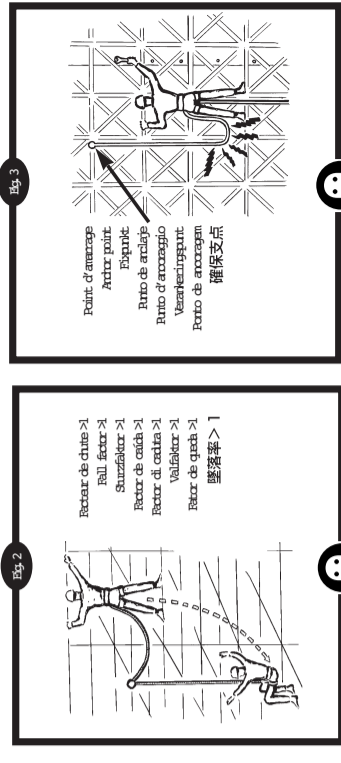 Fig. 2
Facteur de chute >1
Fall factor >1
Sturzfaktor >1
Factor de caída >1
Factor di caduta >1
Valfaktor >1
Fator de queda >1
墜落率> 1
Fig. 3
Point d'amarrage
Anchor point
Fixpunkt
Punto de anclaje
Punto d'ancoraggio
Verankeringspunt
Ponto de ancoragem
確保支点